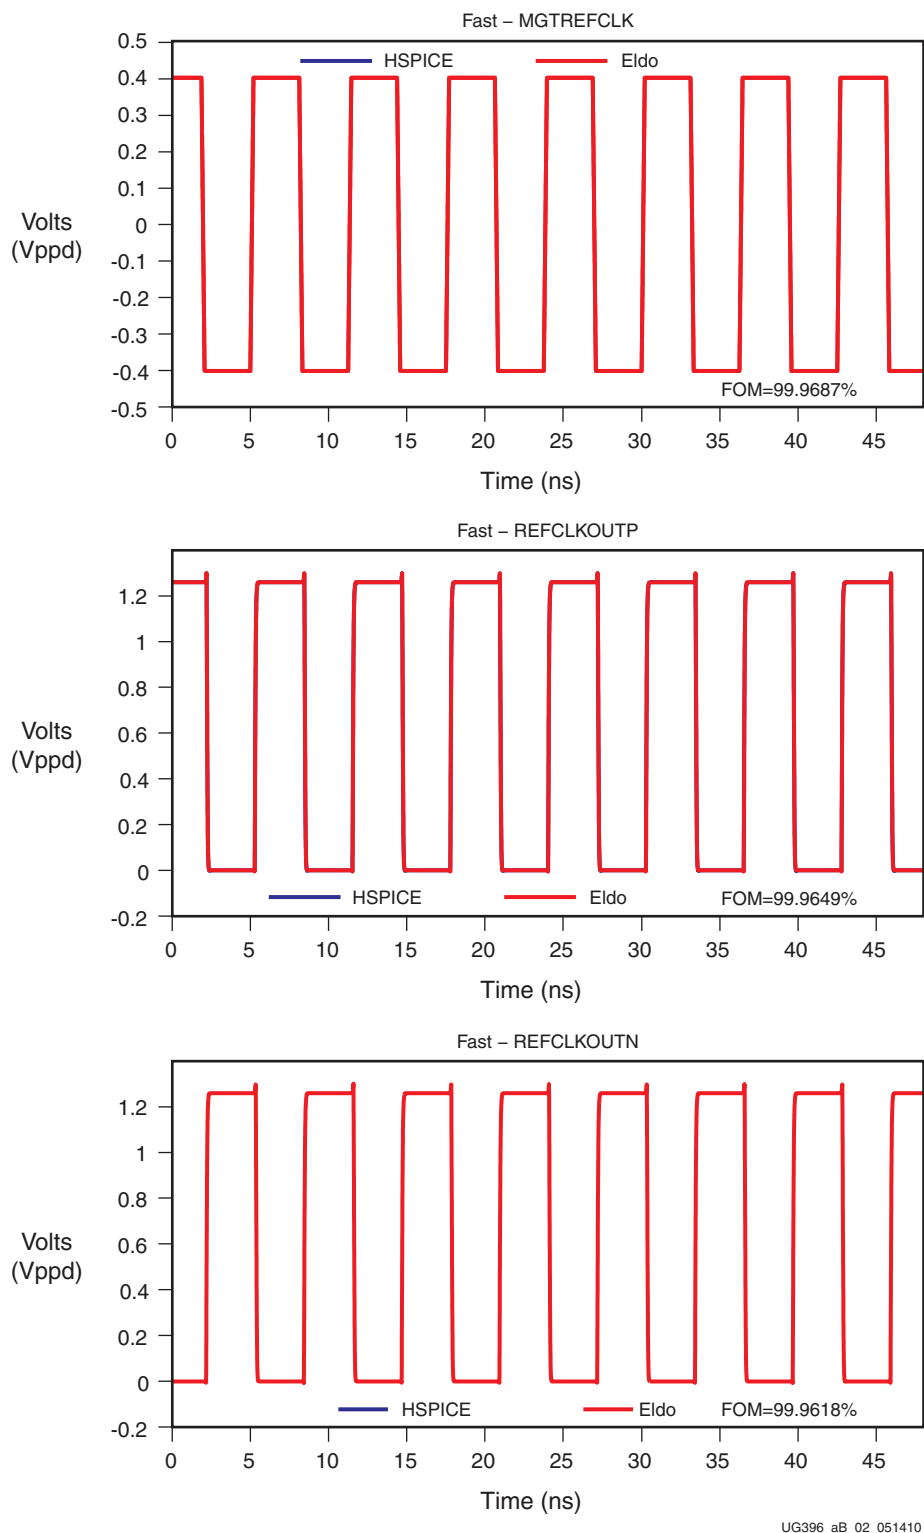 Fast – MGTREFCLK
0.5
HSPICE Eldo
0.4
0.3
0.2
0.1
0
Volts
(Vppd)
-0.1
-0.2
-0.3
-0.4
FOM=99.9687%
-0.5
0 5 10 15 20 25 30 35 40 45
Time (ns)
Fast – REFCLKOUTP
1.2
1
0.8
Volts
(Vppd)
0.6
0.4
0.2
0
HSPICE Eldo FOM=99.9649%
-0.2
0 5 10 15 20 25 30 35 40 45
Time (ns)
Fast – REFCLKOUTN
1.2
1
0.8
Volts
(Vppd)
0.6
0.4
0.2
0
HSPICE Eldo FOM=99.9618%
-0.2
0 5 10 15 20 25 30 35 40 45
Time (ns)
UG396_aB_02_051410